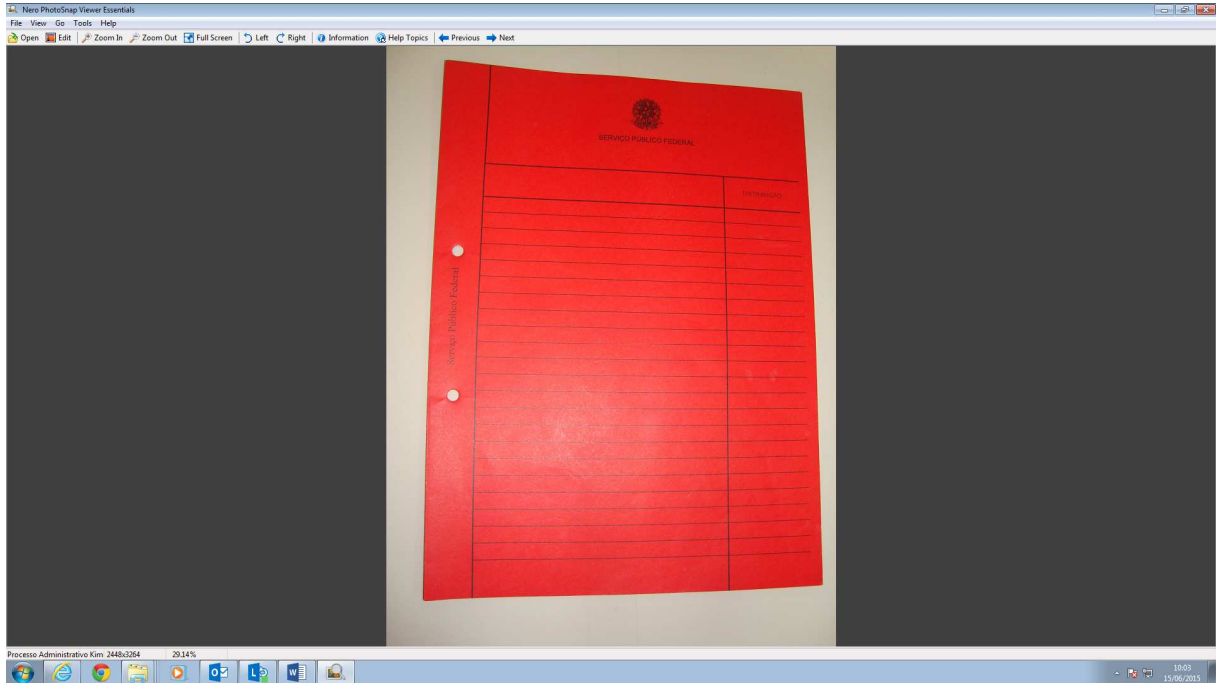 Nero PhotoSnap Viewer Essentials
File View Go Tools Help
Open Edit Zoom In Zoom Out Full Screen Left Right Information Help Topics Previous Next
SERVIÇO PÚBLICO FEDERAL
DISTRIBUIÇÃO
Serviço Público Federal
Processo Administrativo Kim 2448x3264 29.14%
10:03
15/06/2015